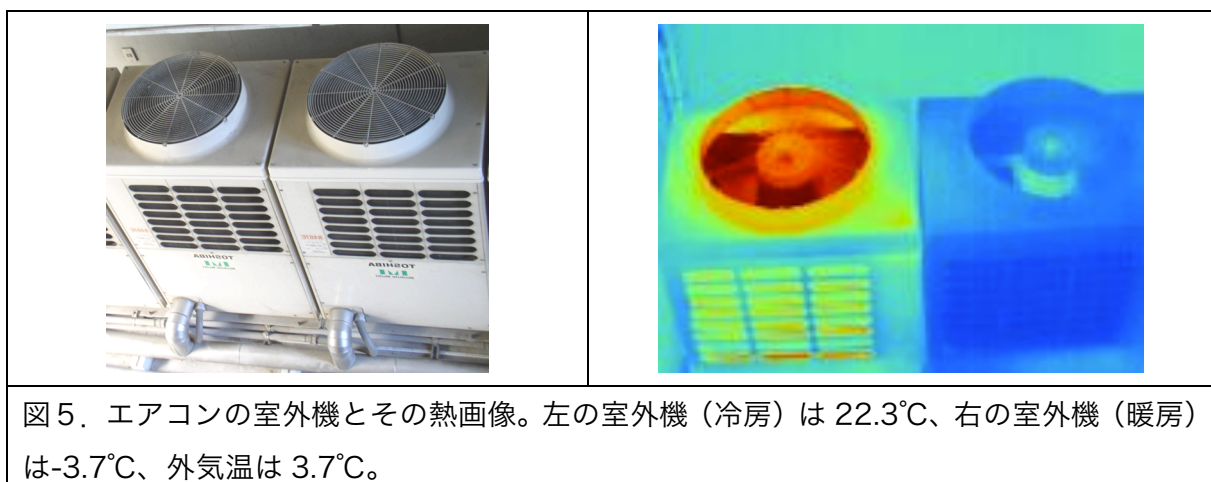 TOSHIBA
TOSHIBA
図５．エアコンの室外機とその熱画像。左の室外機（冷房）は 22.3℃、右の室外機（暖房）
は-3.7℃、外気温は 3.7℃。